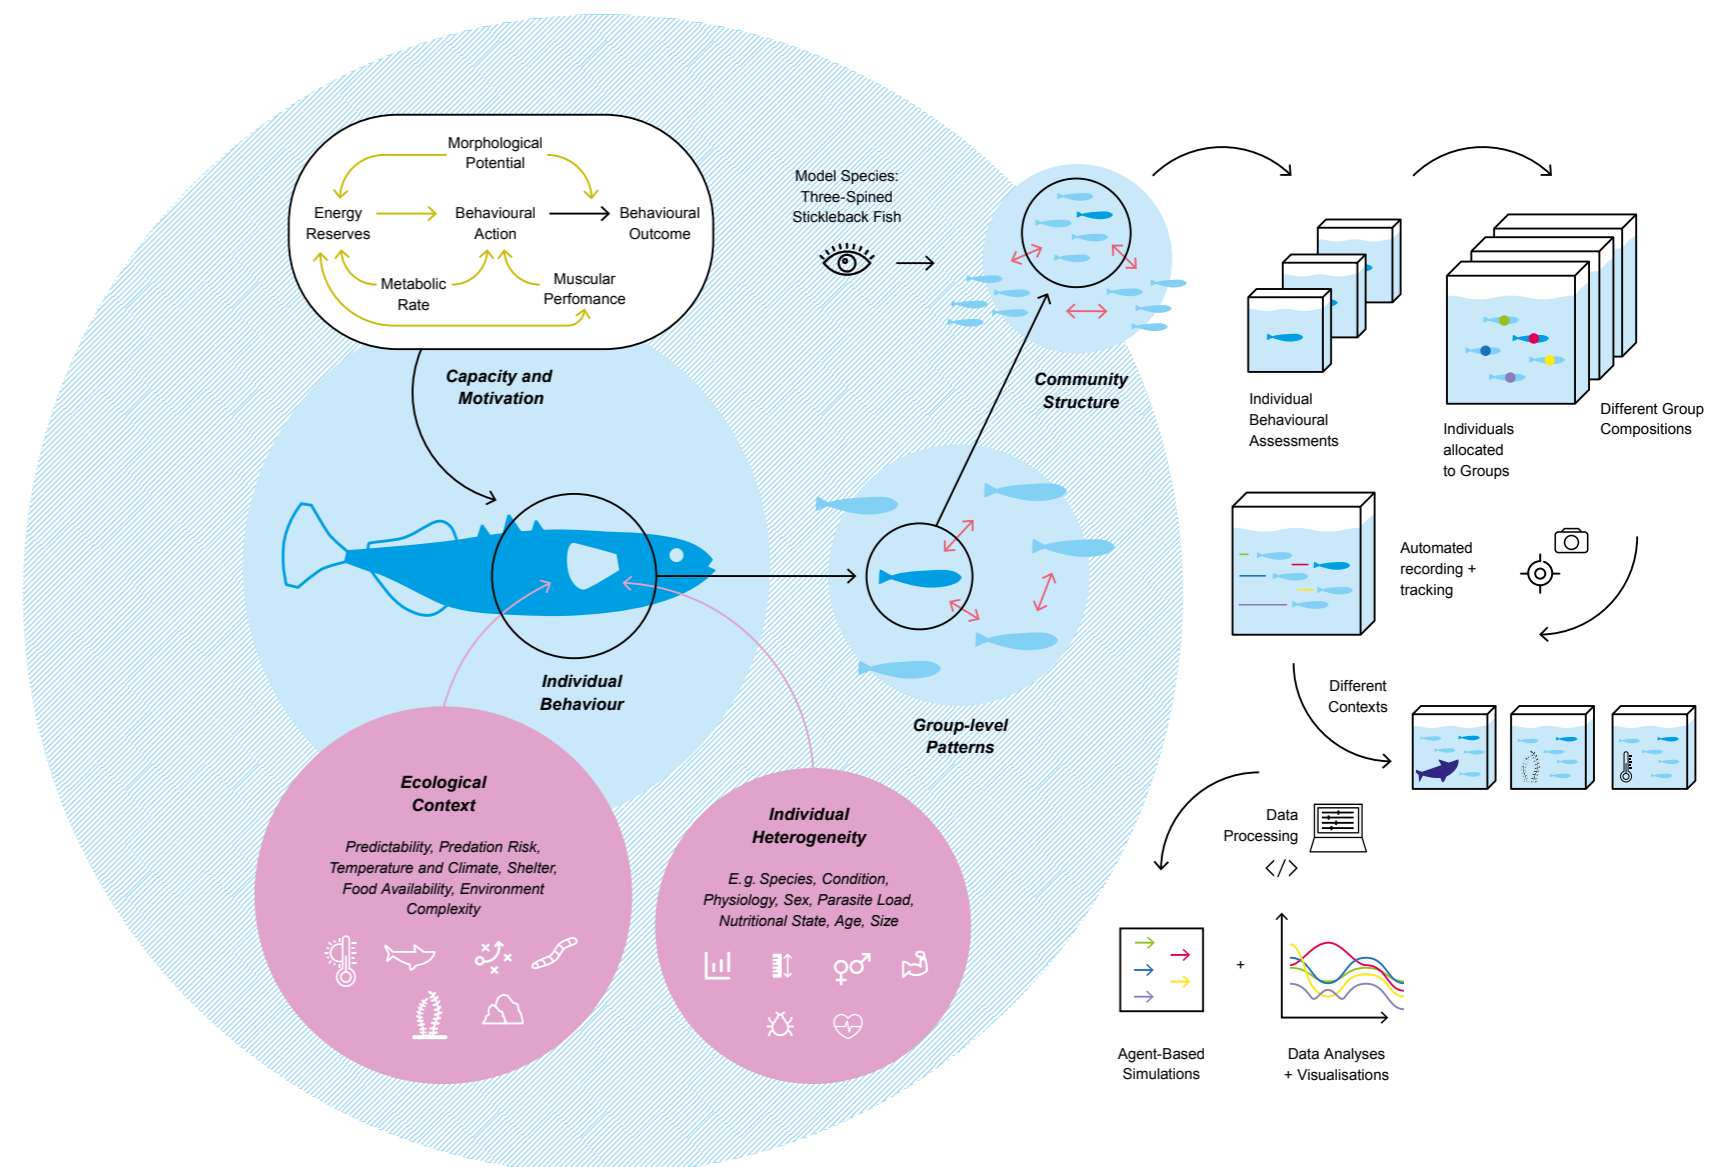 Morphological
Potential
Energy
Reserves
Behavioural
Action
Behavioural
Outcome
Metabolic
Rate
Muscular
Perfomance
Capacity and
Motivation
Individual
Behaviour
Ecological
Context
Predictability, Predation Risk,
Temperature and Climate, Shelter,
Food Availability, Environment
Complexity
Individual
Heterogeneity
E. g. Species, Condition,
Physiology, Sex, Parasite Load,
Nutritional State, Age, Size
Group-level
Patterns
Model Species:
Three-Spined
Stickleback Fish
Community
Structure
Individual
Behavioural
Assessments
Individuals
allocated
to Groups
Different Group
Compositions
Automated
recording +
tracking
Different
Contexts
Data
Processing
</>
+
Agent-Based
Simulations
Data Analyses
+ Visualisations